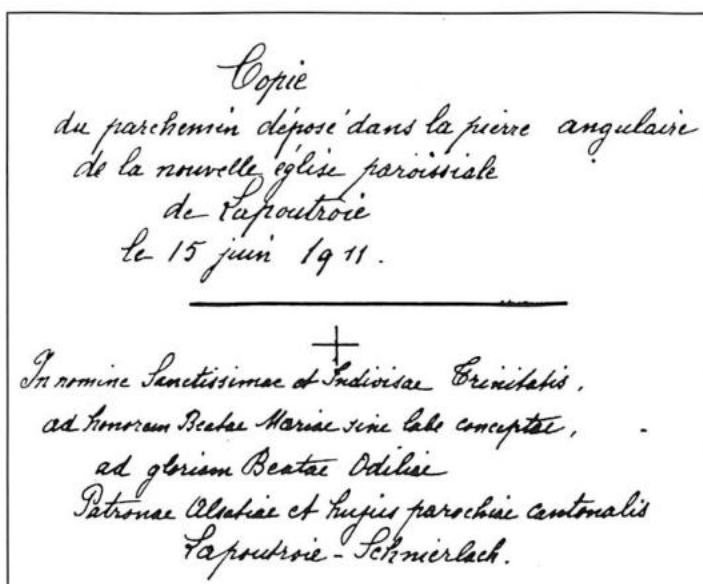 Copie
du parchemin déposé dans la pierre angulaire
de la nouvelle église paroissiale
de Lapoutroie
le 15 juin 1911.
In nomine Sanctissimae et Indivisae Trinitatis,
ad honorem Beatae Mariae sine labe conceptae,
ad gloriam Beatae Odiliae
Patronae Alsatiae et hujus parochiae cantonalis
Lapoutroie - Schnierlach.